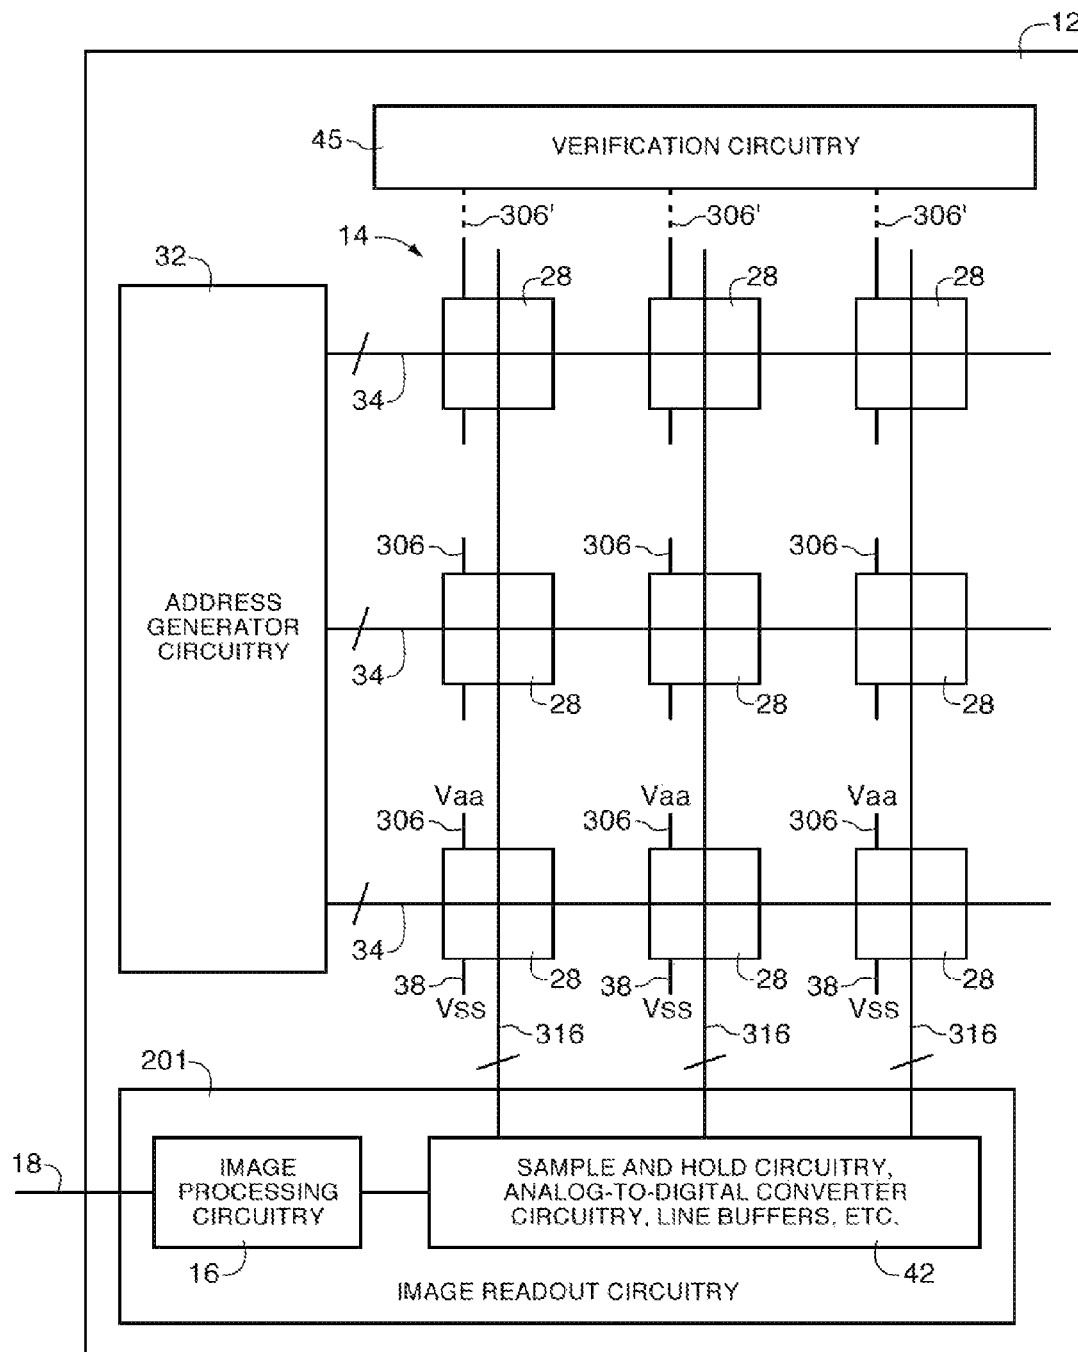 12
45
VERIFICATION CIRCUITRY
306' 306' 306'
14
32
28 28 28
34
306 306 306
ADDRESS
GENERATOR
CIRCUITRY
34
28 28 28
Vaa Vaa Vaa
306 306 306
34
38 28 38 28 38 28
Vss Vss Vss
316 316 316
201
18
IMAGE
PROCESSING
CIRCUITRY
SAMPLE AND HOLD CIRCUITRY,
ANALOG-TO-DIGITAL CONVERTER
CIRCUITRY, LINE BUFFERS, ETC.
16
42
IMAGE READOUT CIRCUITRY